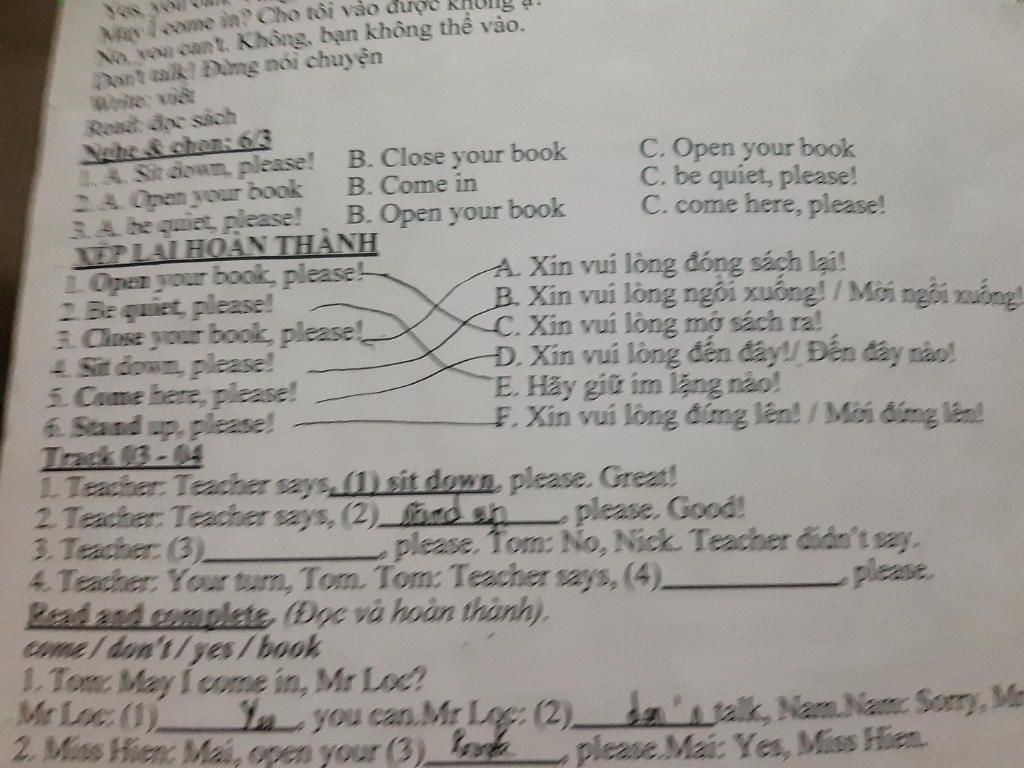 Yes, you can.
May I come in? Cho tôi vào được không ạ?
No, you can't. Không, bạn không thể vào.
Don't talk! Đừng nói chuyện
Write: viết
Read: đọc sách
Nghe & chọn: 6/3
1. A. Sit down, please! B. Close your book C. Open your book
2. A. Open your book B. Come in C. be quiet, please!
3. A. be quiet, please! B. Open your book C. come here, please!
XẾP LẠI HOÀN THÀNH
1. Open your book, please! A. Xin vui lòng đóng sách lại!
2. Be quiet, please! B. Xin vui lòng ngồi xuống! / Mời ngồi xuống!
3. Close your book, please! C. Xin vui lòng mở sách ra!
4. Sit down, please! D. Xin vui lòng đến đây!/ Đến đây nào!
5. Come here, please! E. Hãy giữ im lặng nào!
6. Stand up, please! F. Xin vui lòng đứng lên! / Mời đứng lên!
Track 03 - 04
1. Teacher: Teacher says, (1) sit down, please. Great!
2. Teacher: Teacher says, (2) stand up, please. Good!
3. Teacher: (3)____________, please. Tom: No, Nick. Teacher didn't say.
4. Teacher: Your turn, Tom. Tom: Teacher says, (4)____________, please.
Read and complete. (Đọc và hoàn thành).
come / don't / yes / book
1. Tom: May I come in, Mr Loc?
Mr Loc: (1) Yes, you can.Mr Loc: (2) don't talk, Nam.Nam: Sorry, Mr
2. Miss Hien: Mai, open your (3) book, please.Mai: Yes, Miss Hien.